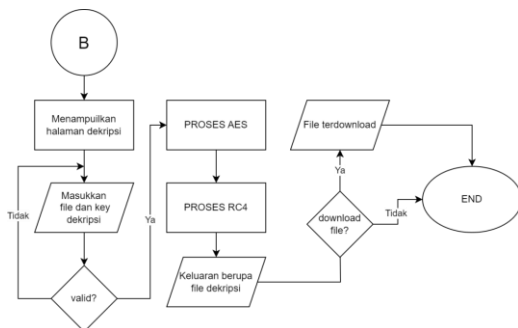 B
Menampilkan
halaman dekripsi
Masukkan
file dan key
dekripsi
Tidak
valid?
Ya
PROSES AES
PROSES RC4
Keluaran berupa
file dekripsi
File terdownload
Ya
download
file?
Tidak
END